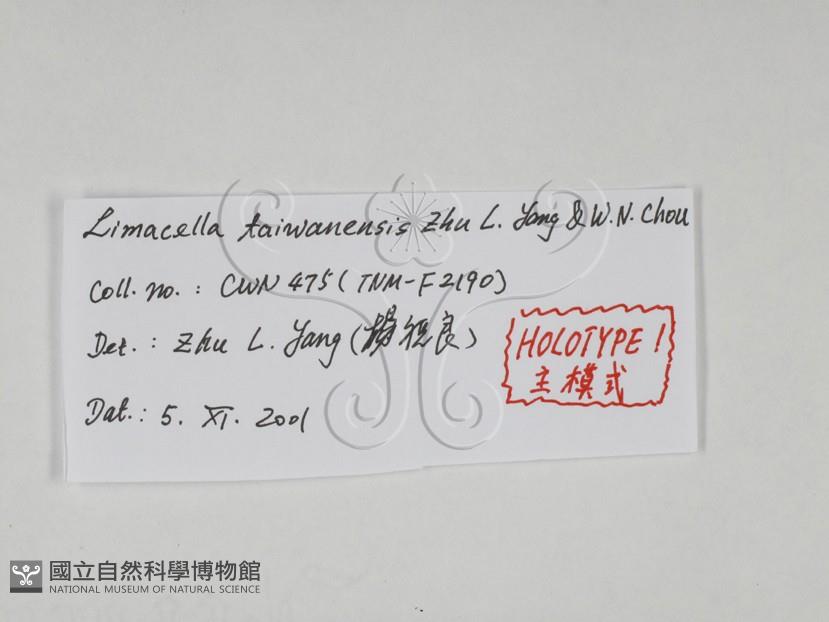 Limacella taiwanensis Zhu L. Yang & W.N. Chou
Coll. no. : CWN 475 (TNM-F2190)
Det. : Zhu L. Yang (楊祝良)
HOLOTYPE !
主模式
Dat. : 5. XI. 2001
國立自然科學博物館
NATIONAL MUSEUM OF NATURAL SCIENCE